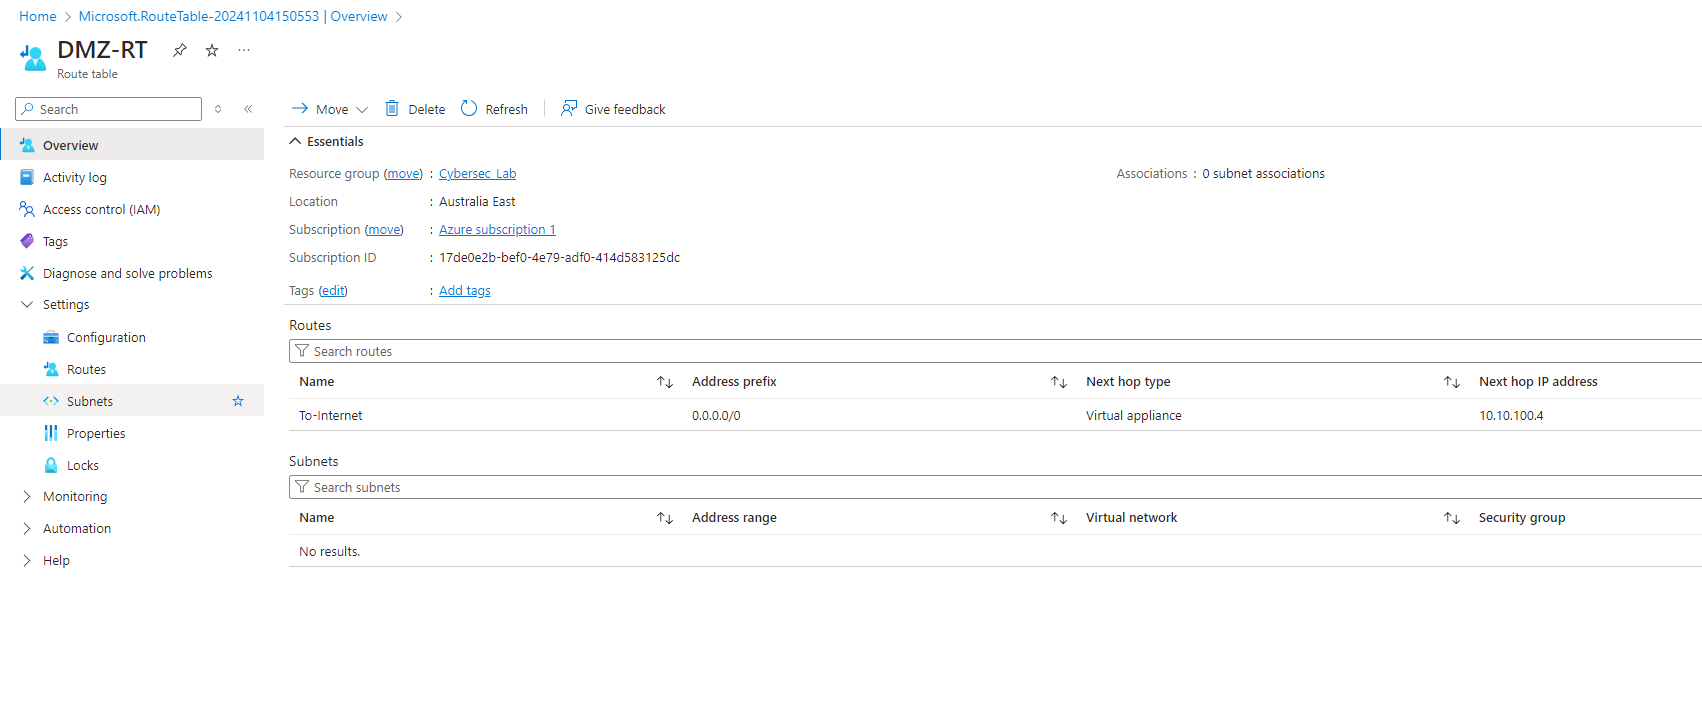 Home > Microsoft.RouteTable-20241104150553 | Overview >
DMZ-RT
Route table
Search
Move
Delete
Refresh
Give feedback
Overview
Activity log
Access control (IAM)
Tags
Diagnose and solve problems
Settings
Configuration
Routes
Subnets
Properties
Locks
Monitoring
Automation
Help
Essentials
Resource group (move) : Cybersec_Lab
Associations : 0 subnet associations
Location : Australia East
Subscription (move) : Azure subscription 1
Subscription ID : 17de0e2b-bef0-4e79-adf0-414d583125dc
Tags (edit) : Add tags
Routes
Search routes
Name Address prefix Next hop type Next hop IP address
To-Internet 0.0.0.0/0 Virtual appliance 10.10.100.4
Subnets
Search subnets
Name Address range Virtual network Security group
No results.